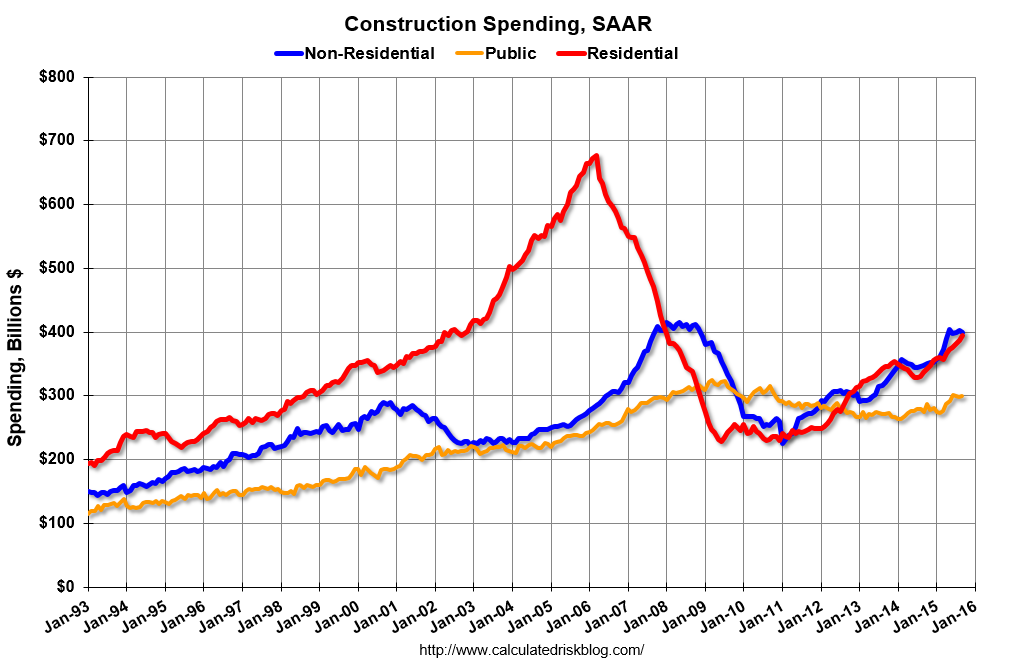 Construction Spending, SAAR
Non-Residential Public Residential
$800
$700
$600
$500
$400
$300
$200
$100
$0
Spending, Billions $
Jan-93 Jan-94 Jan-95 Jan-96 Jan-97 Jan-98 Jan-99 Jan-00 Jan-01 Jan-02 Jan-03 Jan-04 Jan-05 Jan-06 Jan-07 Jan-08 Jan-09 Jan-10 Jan-11 Jan-12 Jan-13 Jan-14 Jan-15 Jan-16
http://www.calculatedriskblog.com/